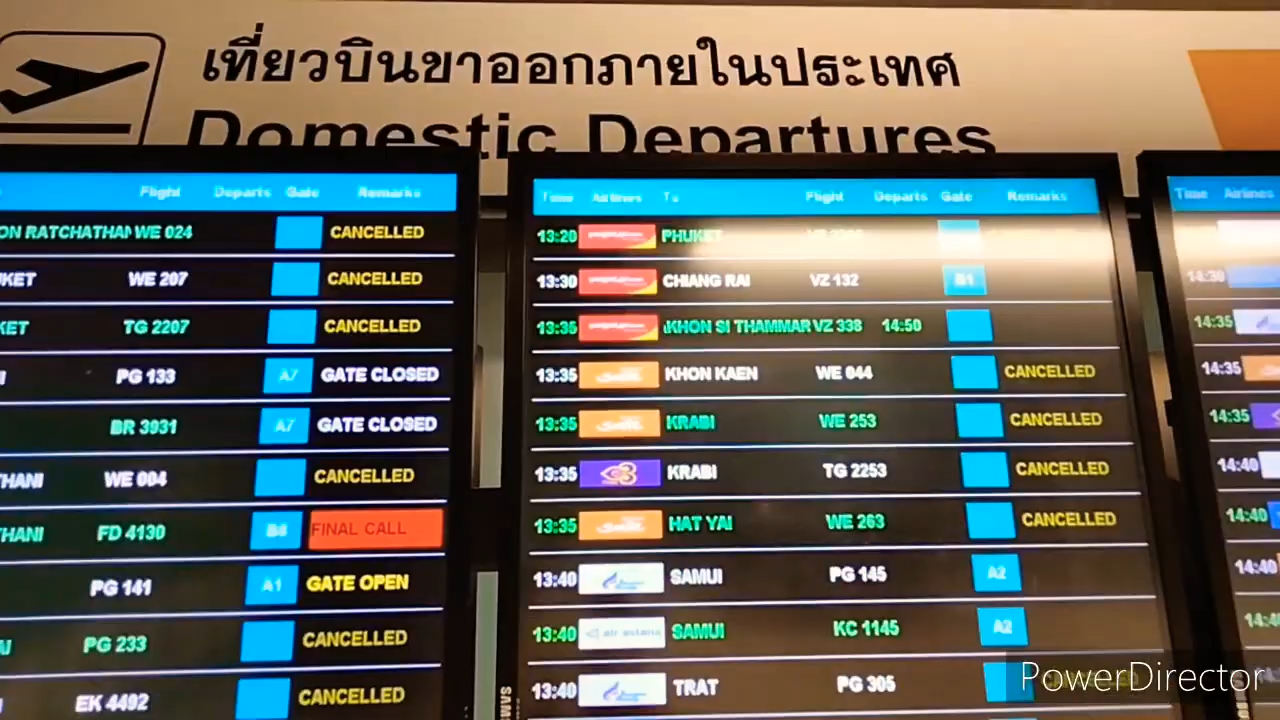 เที่ยวบินขาออกภายในประเทศ
Domestic Departures
Flight Departs Gate Remarks
ON RATCHATHAN WE 024 CANCELLED
KET WE 207 CANCELLED
KET TG 2207 CANCELLED
PG 133 A7 GATE CLOSED
BR 3931 A7 GATE CLOSED
THANI WE 004 CANCELLED
THANI FD 4130 FINAL CALL
PG 141 A1 GATE OPEN
PG 233 CANCELLED
EK 4492 CANCELLED
Time Airlines To Flight Departs Gate Remarks
13:20 PHUKET
13:30 CHIANG RAI VZ 132 B1
13:35 KHON SI THAMMAR VZ 338 14:50
13:35 KHON KAEN WE 044 CANCELLED
13:35 KRABI WE 253 CANCELLED
13:35 KRABI TG 2253 CANCELLED
13:35 HAT YAI WE 263 CANCELLED
13:40 SAMUI PG 145 A2
13:40 air astana SAMUI KC 1145 A2
13:40 TRAT PG 305
Time Airlines
14:30
14:35
14:35
14:35
14:40
14:40
14:40
PowerDirector